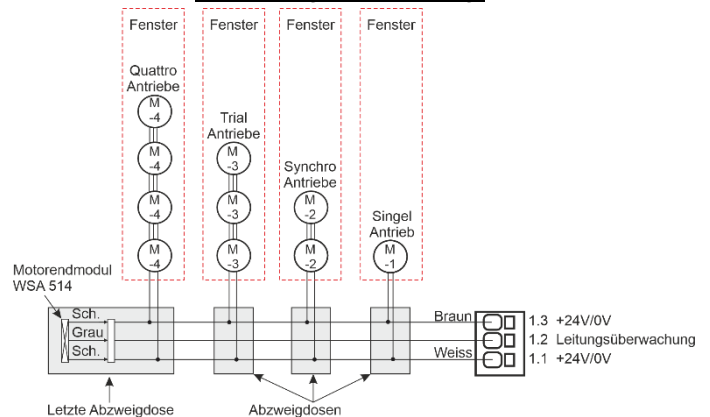 Fenster
Fenster
Fenster
Fenster
Quattro
Antriebe
M
-4
M
-4
M
-4
M
-4
Trial
Antriebe
M
-3
M
-3
M
-3
Synchro
Antriebe
M
-2
M
-2
Singel
Antrieb
M
-1
Motorendmodul
WSA 514
Sch.
Grau
Sch.
Braun
Weiss
1.3 +24V/0V
1.2 Leitungsüberwachung
1.1 +24V/0V
Letzte Abzweigdose
Abzweigdosen